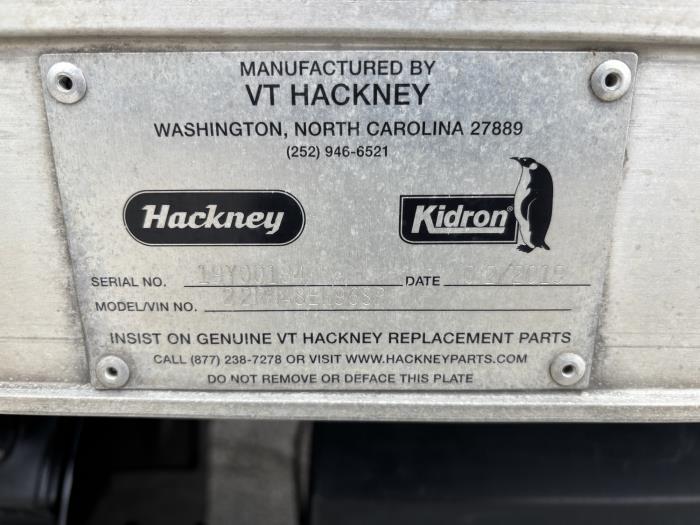 MANUFACTURED BY
VT HACKNEY
WASHINGTON, NORTH CAROLINA 27889
(252) 946-6521
Hackney
Kidron®
SERIAL NO. DATE
MODEL/VIN NO.
INSIST ON GENUINE VT HACKNEY REPLACEMENT PARTS
CALL (877) 238-7278 OR VISIT WWW.HACKNEYPARTS.COM
DO NOT REMOVE OR DEFACE THIS PLATE